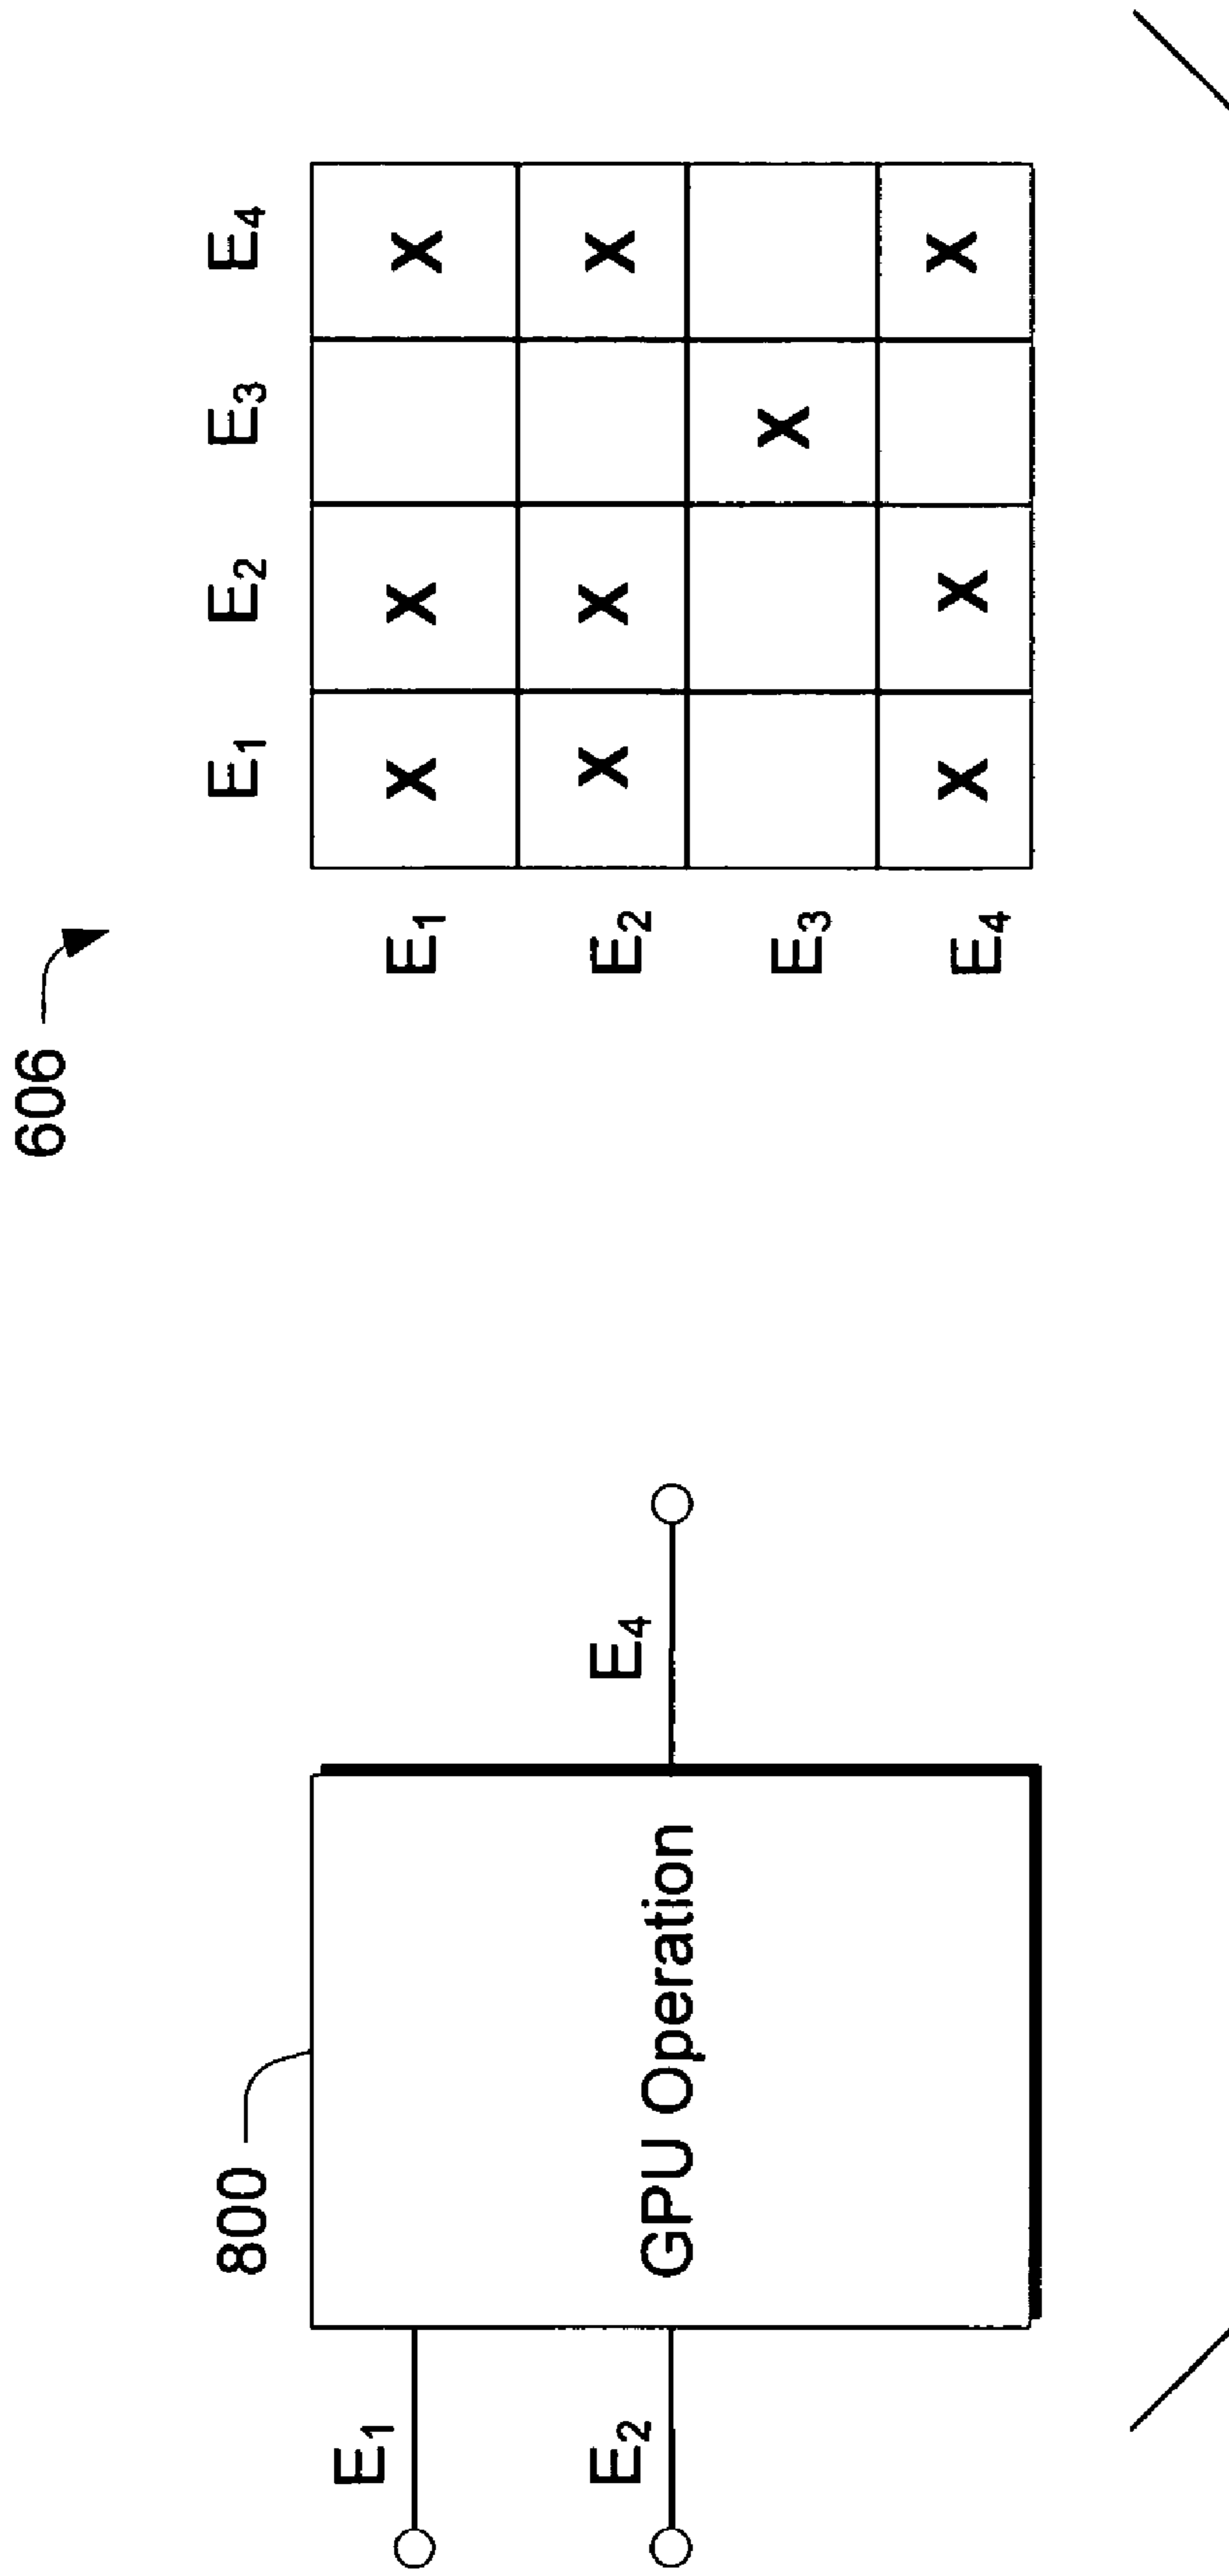 800
E1
E2
GPU Operation
E4
606
E1 E2 E3 E4
E1 X X X
E2 X X X
E3 X
E4 X X X